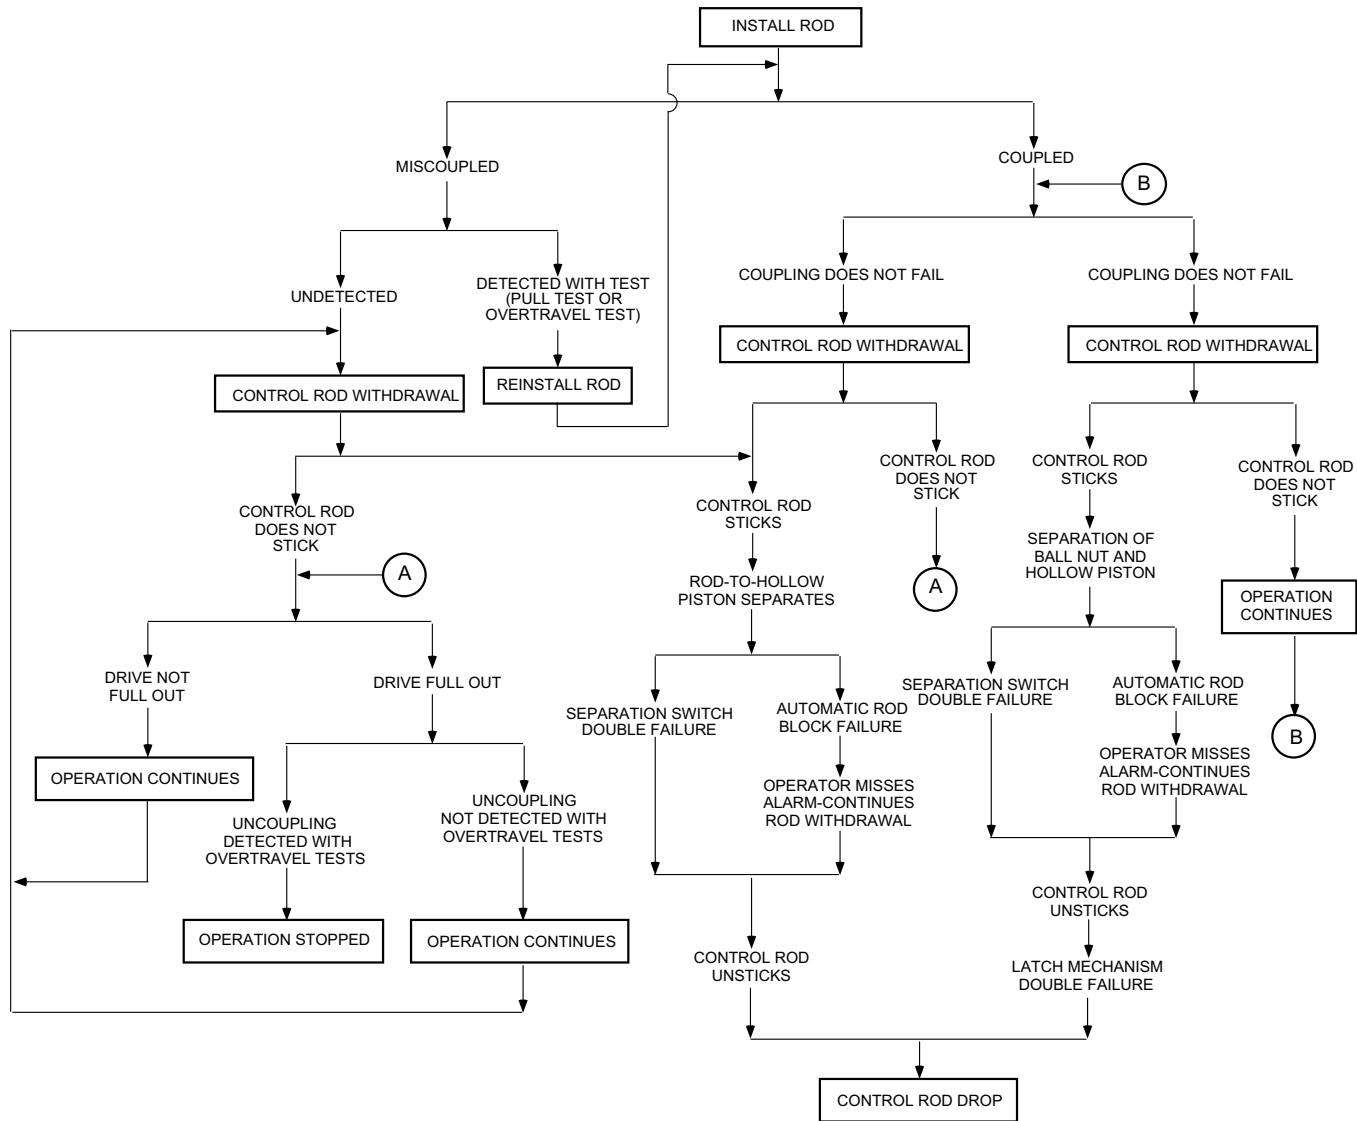 INSTALL ROD
MISCOUPLED
COUPLED
B
UNDETECTED
DETECTED WITH TEST
(PULL TEST OR
OVERTRAVEL TEST)
COUPLING DOES NOT FAIL
COUPLING DOES NOT FAIL
CONTROL ROD WITHDRAWAL
REINSTALL ROD
CONTROL ROD WITHDRAWAL
CONTROL ROD WITHDRAWAL
CONTROL ROD
DOES NOT
STICK
A
CONTROL ROD
STICKS
ROD-TO-HOLLOW
PISTON SEPARATES
CONTROL ROD
DOES NOT
STICK
A
CONTROL ROD
STICKS
SEPARATION OF
BALL NUT AND
HOLLOW PISTON
CONTROL ROD
DOES NOT
STICK
OPERATION
CONTINUES
B
DRIVE NOT
FULL OUT
DRIVE FULL OUT
OPERATION CONTINUES
UNCOUPLING
DETECTED WITH
OVERTRAVEL TESTS
UNCOUPLING
NOT DETECTED WITH
OVERTRAVEL TESTS
OPERATION STOPPED
OPERATION CONTINUES
SEPARATION SWITCH
DOUBLE FAILURE
AUTOMATIC ROD
BLOCK FAILURE
OPERATOR MISSES
ALARM-CONTINUES
ROD WITHDRAWAL
CONTROL ROD
UNSTICKS
SEPARATION SWITCH
DOUBLE FAILURE
AUTOMATIC ROD
BLOCK FAILURE
OPERATOR MISSES
ALARM-CONTINUES
ROD WITHDRAWAL
CONTROL ROD
UNSTICKS
LATCH MECHANISM
DOUBLE FAILURE
CONTROL ROD DROP